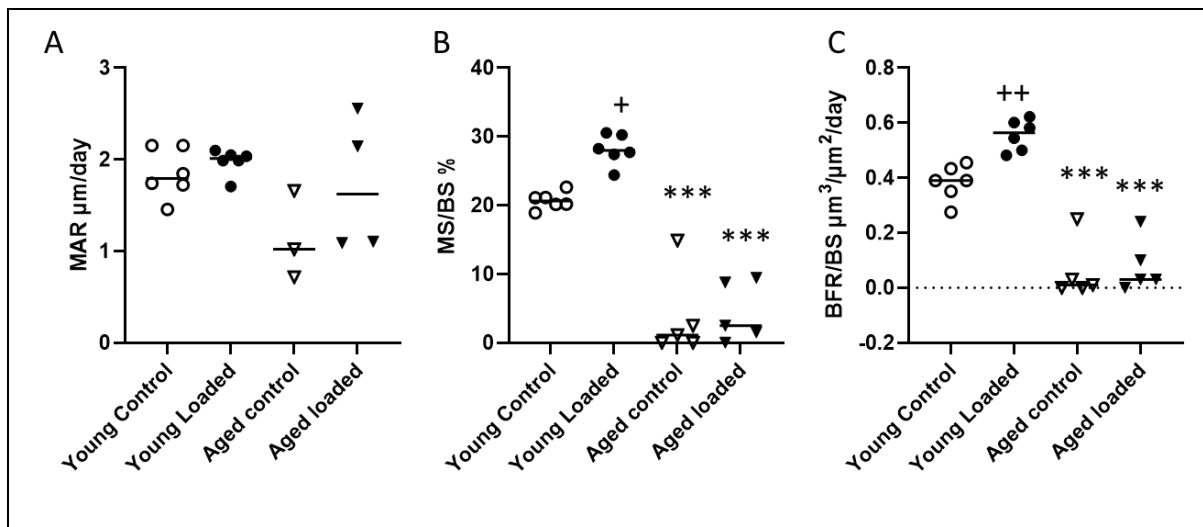 A
MAR µm/day
3
2
1
0
Young Control
Young Loaded
Aged control
Aged loaded
B
MS/BS %
40
30
20
10
0
+
***
***
Young Control
Young Loaded
Aged control
Aged loaded
C
BFR/BS µm³/µm²/day
0.8
0.6
0.4
0.2
0.0
-0.2
++
***
***
Young Control
Young Loaded
Aged control
Aged loaded